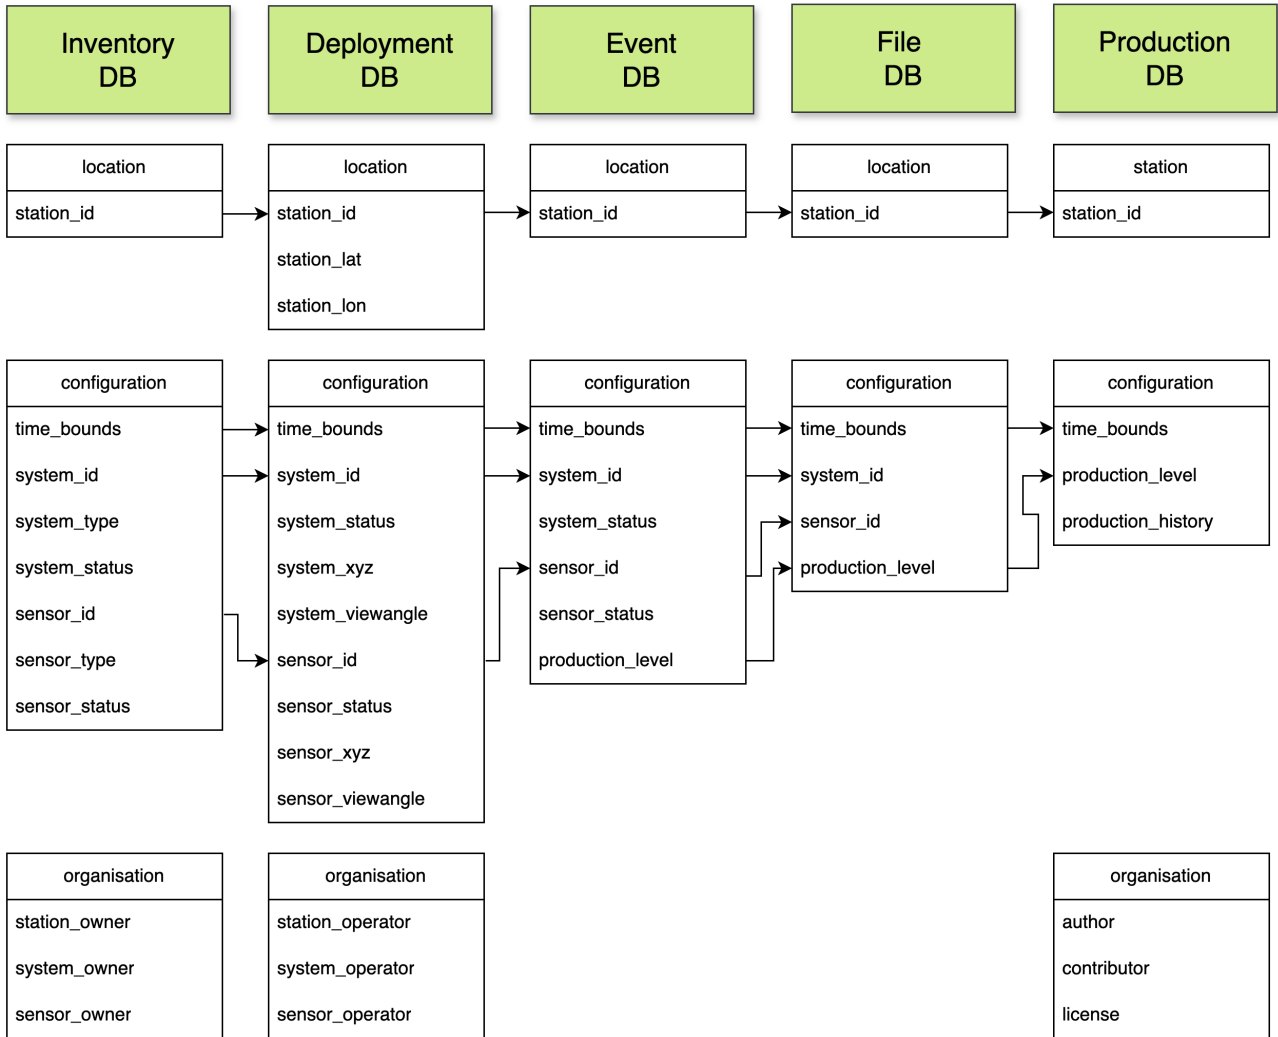 Inventory
DB
Deployment
DB
Event
DB
File
DB
Production
DB
location
station_id
location
station_id
station_lat
station_lon
location
station_id
location
station_id
station
station_id
configuration
time_bounds
system_id
system_type
system_status
sensor_id
sensor_type
sensor_status
configuration
time_bounds
system_id
system_status
system_xyz
system_viewangle
sensor_id
sensor_status
sensor_xyz
sensor_viewangle
configuration
time_bounds
system_id
system_status
sensor_id
sensor_status
production_level
configuration
time_bounds
system_id
sensor_id
production_level
configuration
time_bounds
production_level
production_history
organisation
station_owner
system_owner
sensor_owner
organisation
station_operator
system_operator
sensor_operator
organisation
author
contributor
license